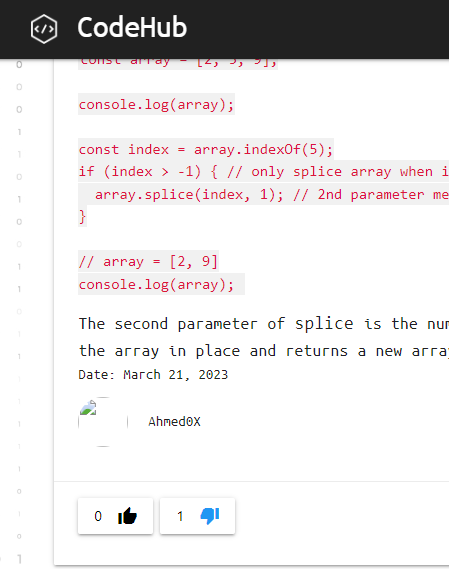 CodeHub
const array = [2, 5, 9];
console.log(array);
const index = array.indexOf(5);
if (index > -1) { // only splice array when i
array.splice(index, 1); // 2nd parameter me
}
// array = [2, 9]
console.log(array);
The second parameter of splice is the num
the array in place and returns a new array
Date: March 21, 2023
Ahmed0X
0
1